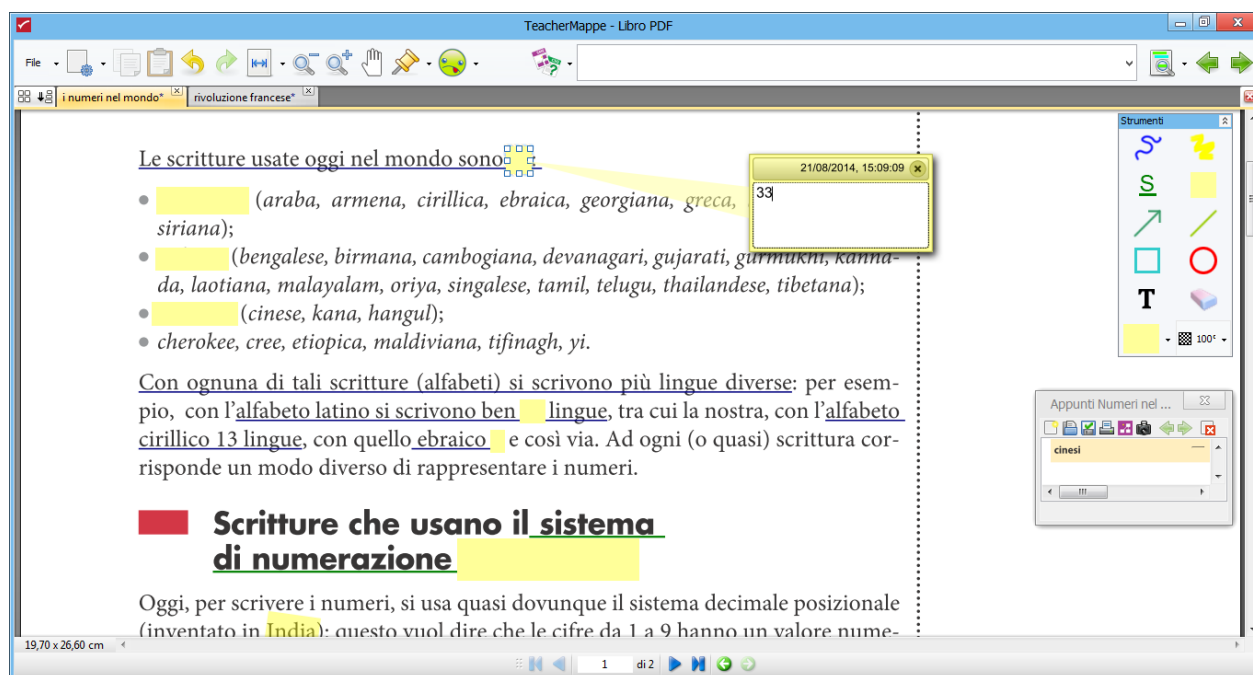 TeacherMappe - Libro PDF
File
i numeri nel mondo*
rivoluzione francese*
Le scritture usate oggi nel mondo sono :
• (araba, armena, cirillica, ebraica, georgiana, greca,
siriana);
• (bengalese, birmana, cambogiana, devanagari, gujarati, gurmukhi, kanna-
da, laotiana, malayalam, oriya, singalese, tamil, telugu, thailandese, tibetana);
• (cinese, kana, hangul);
• cherokee, cree, etiopica, maldiviana, tifinagh, yi.
Con ognuna di tali scritture (alfabeti) si scrivono più lingue diverse: per esem-
pio, con l'alfabeto latino si scrivono ben lingue, tra cui la nostra, con l'alfabeto
cirillico 13 lingue, con quello ebraico e così via. Ad ogni (o quasi) scrittura cor-
risponde un modo diverso di rappresentare i numeri.
Scritture che usano il sistema
di numerazione
Oggi, per scrivere i numeri, si usa quasi dovunque il sistema decimale posizionale
(inventato in India): questo vuol dire che le cifre da 1 a 9 hanno un valore nume-
21/08/2014, 15:09:09
33
Strumenti
S
T
100
Appunti Numeri nel ...
cinesi
19,70 x 26,60 cm
1 di 2